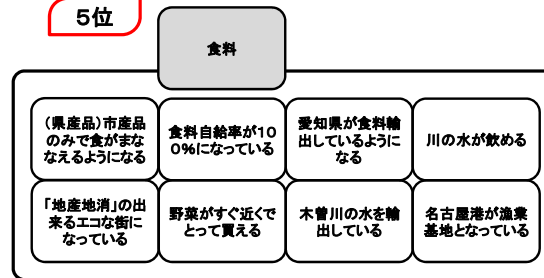 5位
食料
（県産品）市産品
のみで食がまな
なえるようになる
食料自給率が10
0％になっている
愛知県が食料輸
出しているように
なる
川の水が飲める
「地産地消」の出
来るエコな街に
なっている
野菜がすぐ近くで
とって買える
木曽川の水を輸
出している
名古屋港が漁業
基地となっている